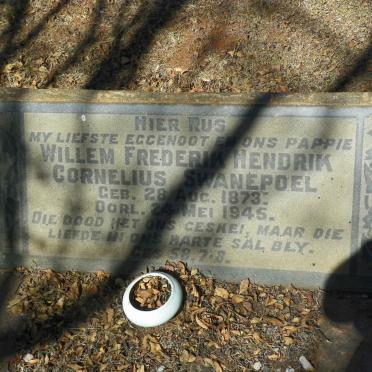 HIER RUS
MY LIEFSTE EGGENOOT EN ONS PAPPIE
WILLEM FREDERIK HENDRIK
CORNELIUS SWANEPOEL
GEB. 28 AUG. 1873.
OORL. 24 MEI 1945.
DIE DOOD HET ONS GESKEI, MAAR DIE
LIEFDE IN ONS HARTE SAL BLY.